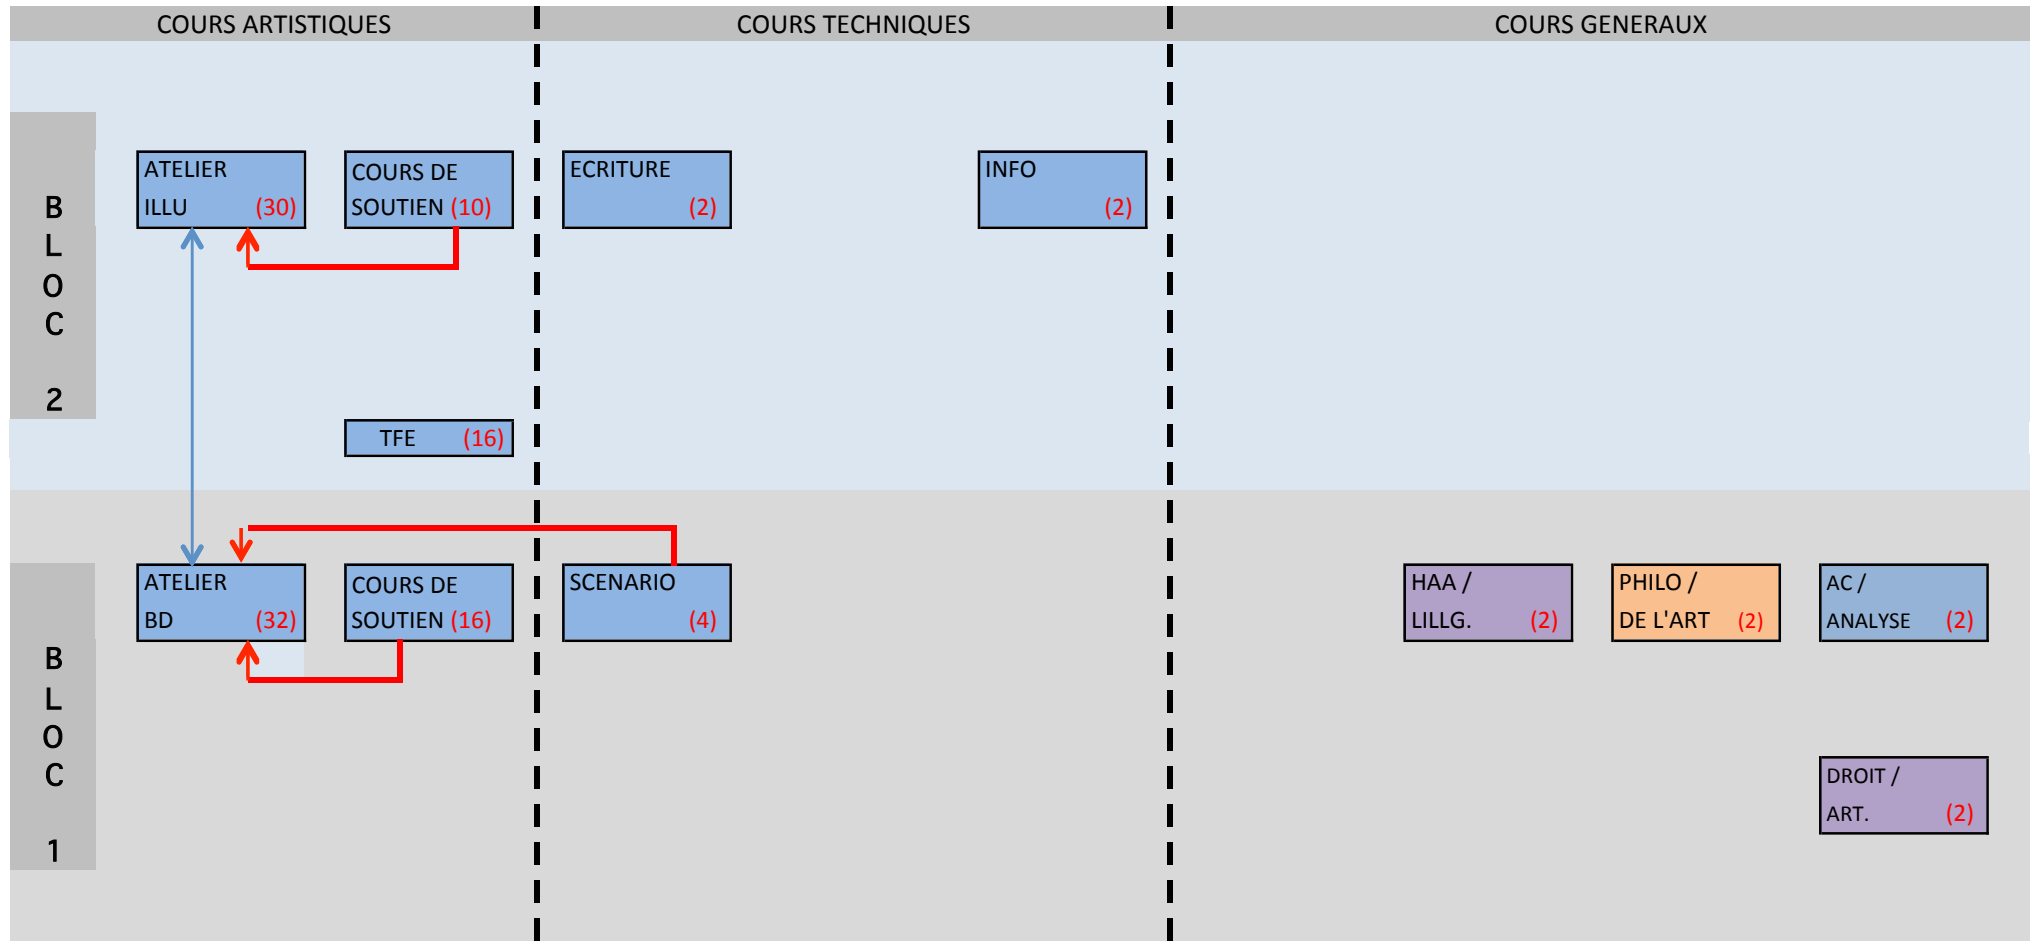 COURS ARTISTIQUES
COURS TECHNIQUES
COURS GENERAUX
B
L
O
C
2
ATELIER
ILLU (30)
COURS DE
SOUTIEN (10)
ECRITURE
(2)
INFO
(2)
TFE (16)
B
L
O
C
1
ATELIER
BD (32)
COURS DE
SOUTIEN (16)
SCENARIO
(4)
HAA /
LILLG. (2)
PHILO /
DE L'ART (2)
AC /
ANALYSE (2)
DROIT /
ART. (2)